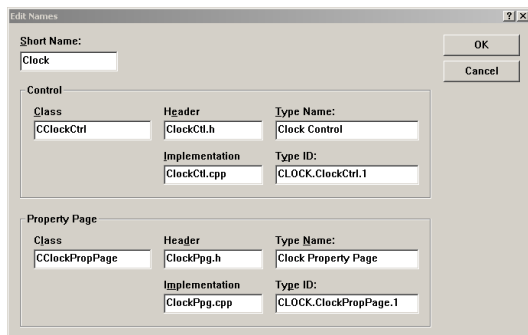 Edit Names
? ×
Short Name:
OK
Clock
Cancel
Control
Class Header Type Name:
CClockCtrl ClockCtl.h Clock Control
Implementation Type ID:
ClockCtl.cpp CLOCK.ClockCtrl.1
Property Page
Class Header Type Name:
CClockPropPage ClockPpg.h Clock Property Page
Implementation Type ID:
ClockPpg.cpp CLOCK.ClockPropPage.1